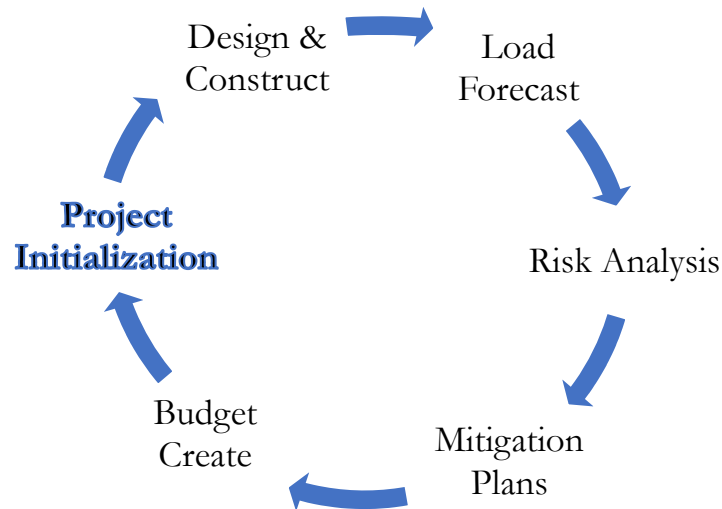 Design &
Construct
Load
Forecast
Project
Initialization
Risk Analysis
Budget
Create
Mitigation
Plans